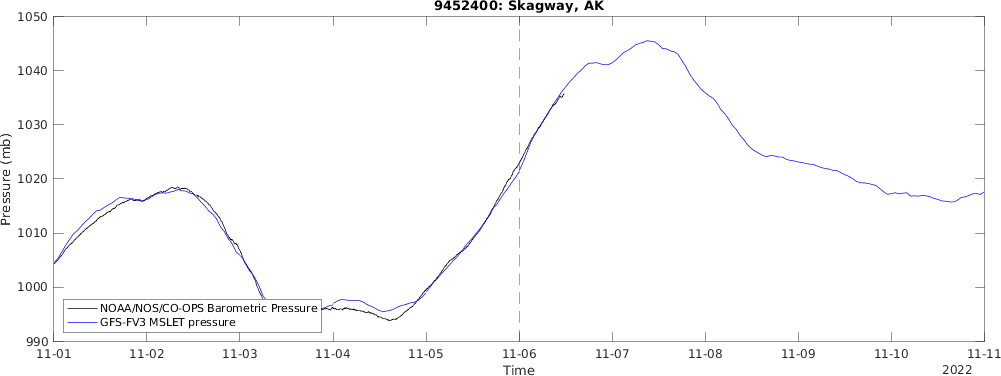 9452400: Skagway, AK
1050
1040
1030
1020
1010
1000
990
Pressure (mb)
NOAA/NOS/CO-OPS Barometric Pressure
GFS-FV3 MSLET pressure
11-01 11-02 11-03 11-04 11-05 11-06 11-07 11-08 11-09 11-10 11-11
Time
2022